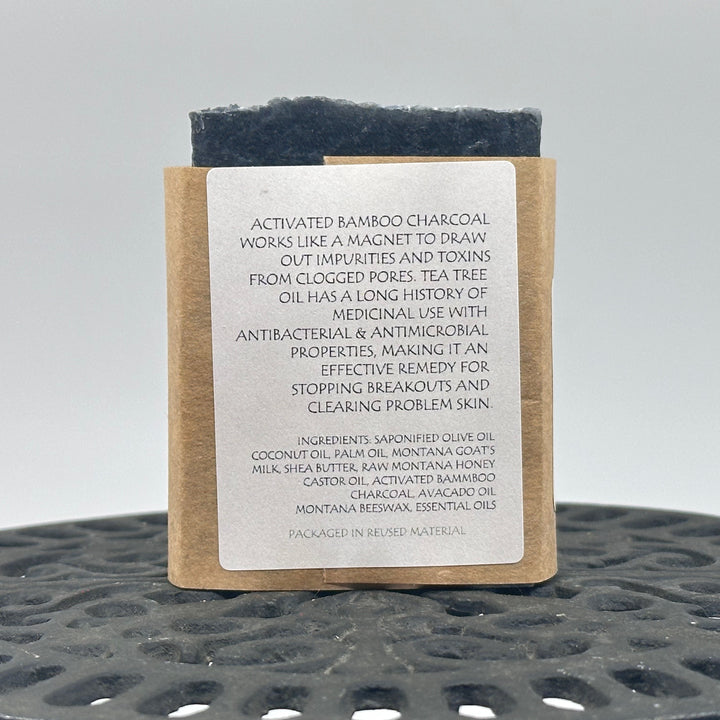 ACTIVATED BAMBOO CHARCOAL
WORKS LIKE A MAGNET TO DRAW
OUT IMPURITIES AND TOXINS
FROM CLOGGED PORES. TEA TREE
OIL HAS A LONG HISTORY OF
MEDICINAL USE WITH
ANTIBACTERIAL & ANTIMICROBIAL
PROPERTIES, MAKING IT AN
EFFECTIVE REMEDY FOR
STOPPING BREAKOUTS AND
CLEARING PROBLEM SKIN.
INGREDIENTS: SAPONIFIED OLIVE OIL
COCONUT OIL, PALM OIL, MONTANA GOAT'S
MILK, SHEA BUTTER, RAW MONTANA HONEY
CASTOR OIL, ACTIVATED BAMMBOO
CHARCOAL, AVACADO OIL
MONTANA BEESWAX, ESSENTIAL OILS
PACKAGED IN REUSED MATERIAL